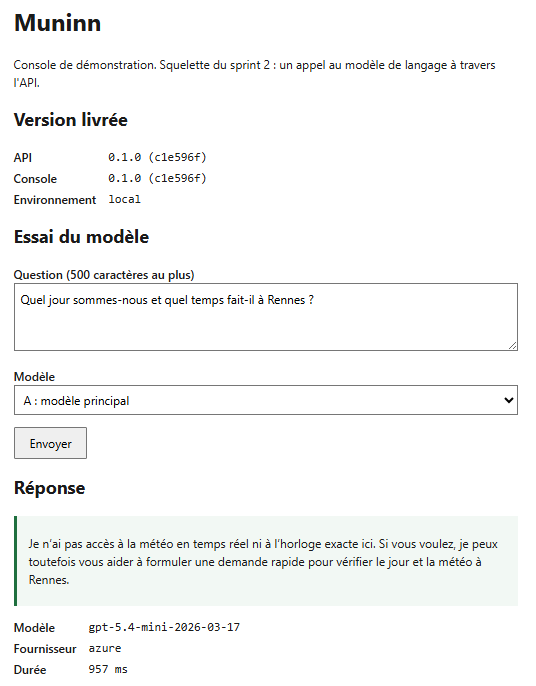 Muninn
Console de démonstration. Squelette du sprint 2 : un appel au modèle de langage à travers
l'API.
Version livrée
API 0.1.0 (c1e596f)
Console 0.1.0 (c1e596f)
Environnement local
Essai du modèle
Question (500 caractères au plus)
Quel jour sommes-nous et quel temps fait-il à Rennes ?
Modèle
A : modèle principal
Envoyer
Réponse
Je n’ai pas accès à la météo en temps réel ni à l’horloge exacte ici. Si vous voulez, je peux
toutefois vous aider à formuler une demande rapide pour vérifier le jour et la météo à
Rennes.
Modèle gpt-5.4-mini-2026-03-17
Fournisseur azure
Durée 957 ms